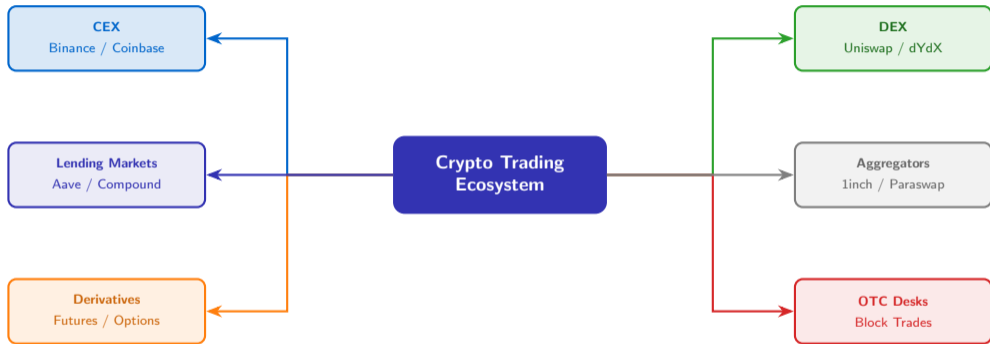 CEX
Binance / Coinbase
DEX
Uniswap / dYdX
Lending Markets
Aave / Compound
Crypto Trading
Ecosystem
Aggregators
1inch / Paraswap
Derivatives
Futures / Options
OTC Desks
Block Trades